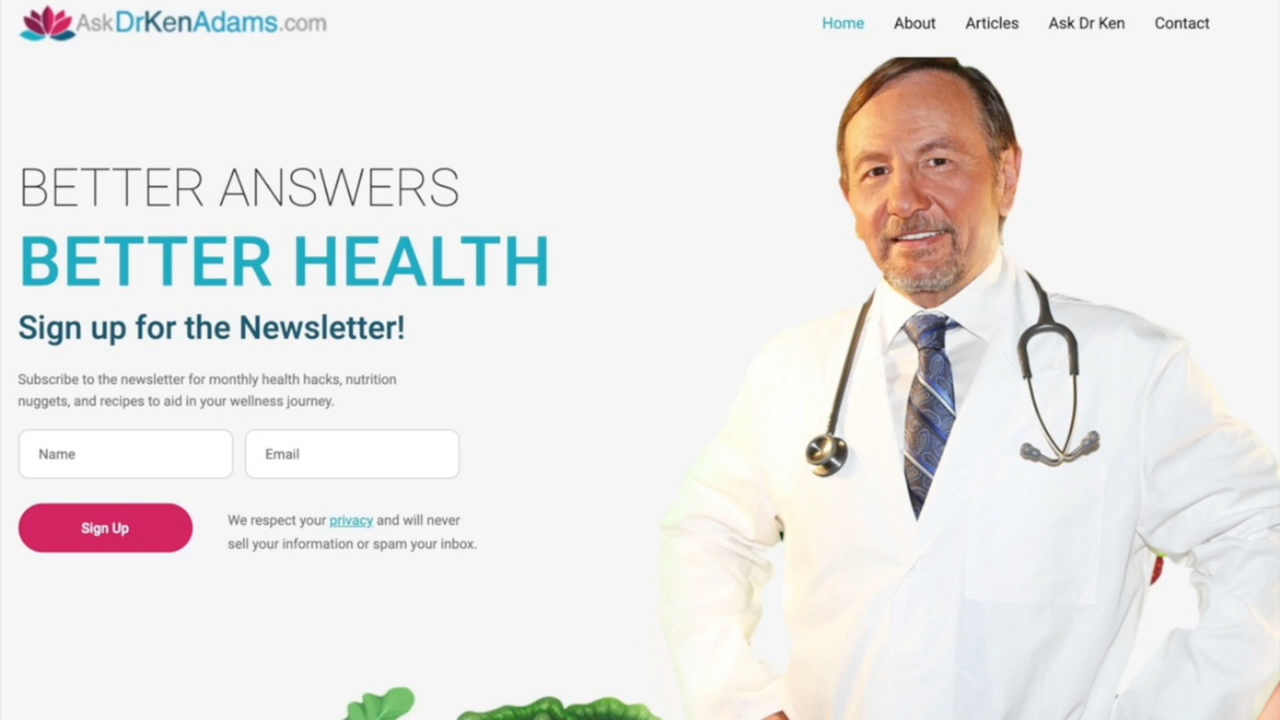 AskDrKenAdams.com
Home About Articles Ask Dr Ken Contact
BETTER ANSWERS
BETTER HEALTH
Sign up for the Newsletter!
Subscribe to the newsletter for monthly health hacks, nutrition
nuggets, and recipes to aid in your wellness journey.
Name Email
Sign Up
We respect your privacy and will never
sell your information or spam your inbox.